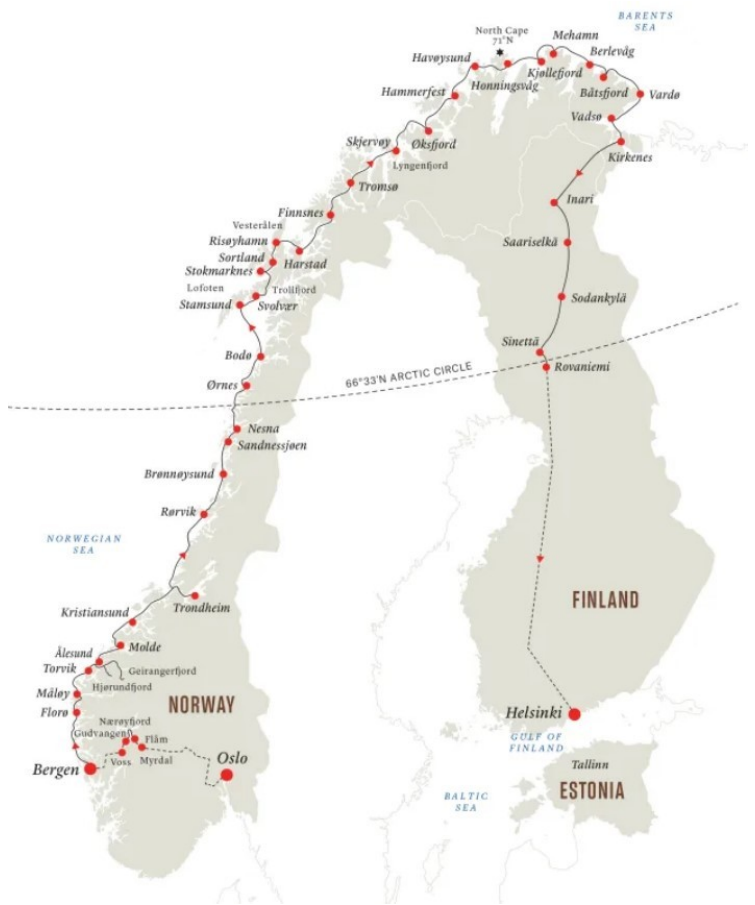 BARENTS
SEA
North Cape
71°N
Mehamn
Berlevåg
Havøysund
Kjøllefjord
Honningsvåg
Båtsfjord
Vardø
Hammerfest
Vadsø
Øksfjord
Kirkenes
Skjervøy
Lyngenfjord
Tromsø
Inari
Finnsnes
Vesterålen
Risøyhamn
Saariselkä
Harstad
Sortland
Stokmarknes
Lofoten
Trollfjord
Stamsund
Svolvær
Sodankylä
Sinettä
Bodø
Rovaniemi
66°33'N ARCTIC CIRCLE
Ørnes
Nesna
Sandnessjøen
Brønnøysund
Rørvik
NORWEGIAN
SEA
Trondheim
FINLAND
Kristiansund
Molde
Ålesund
Torvik
Geirangerfjord
Hjørundfjord
Måløy
NORWAY
Florø
Nærøyfjord
Gudvangen
Flåm
Helsinki
GULF OF
FINLAND
Voss
Myrdal
Oslo
Bergen
Tallinn
ESTONIA
BALTIC
SEA